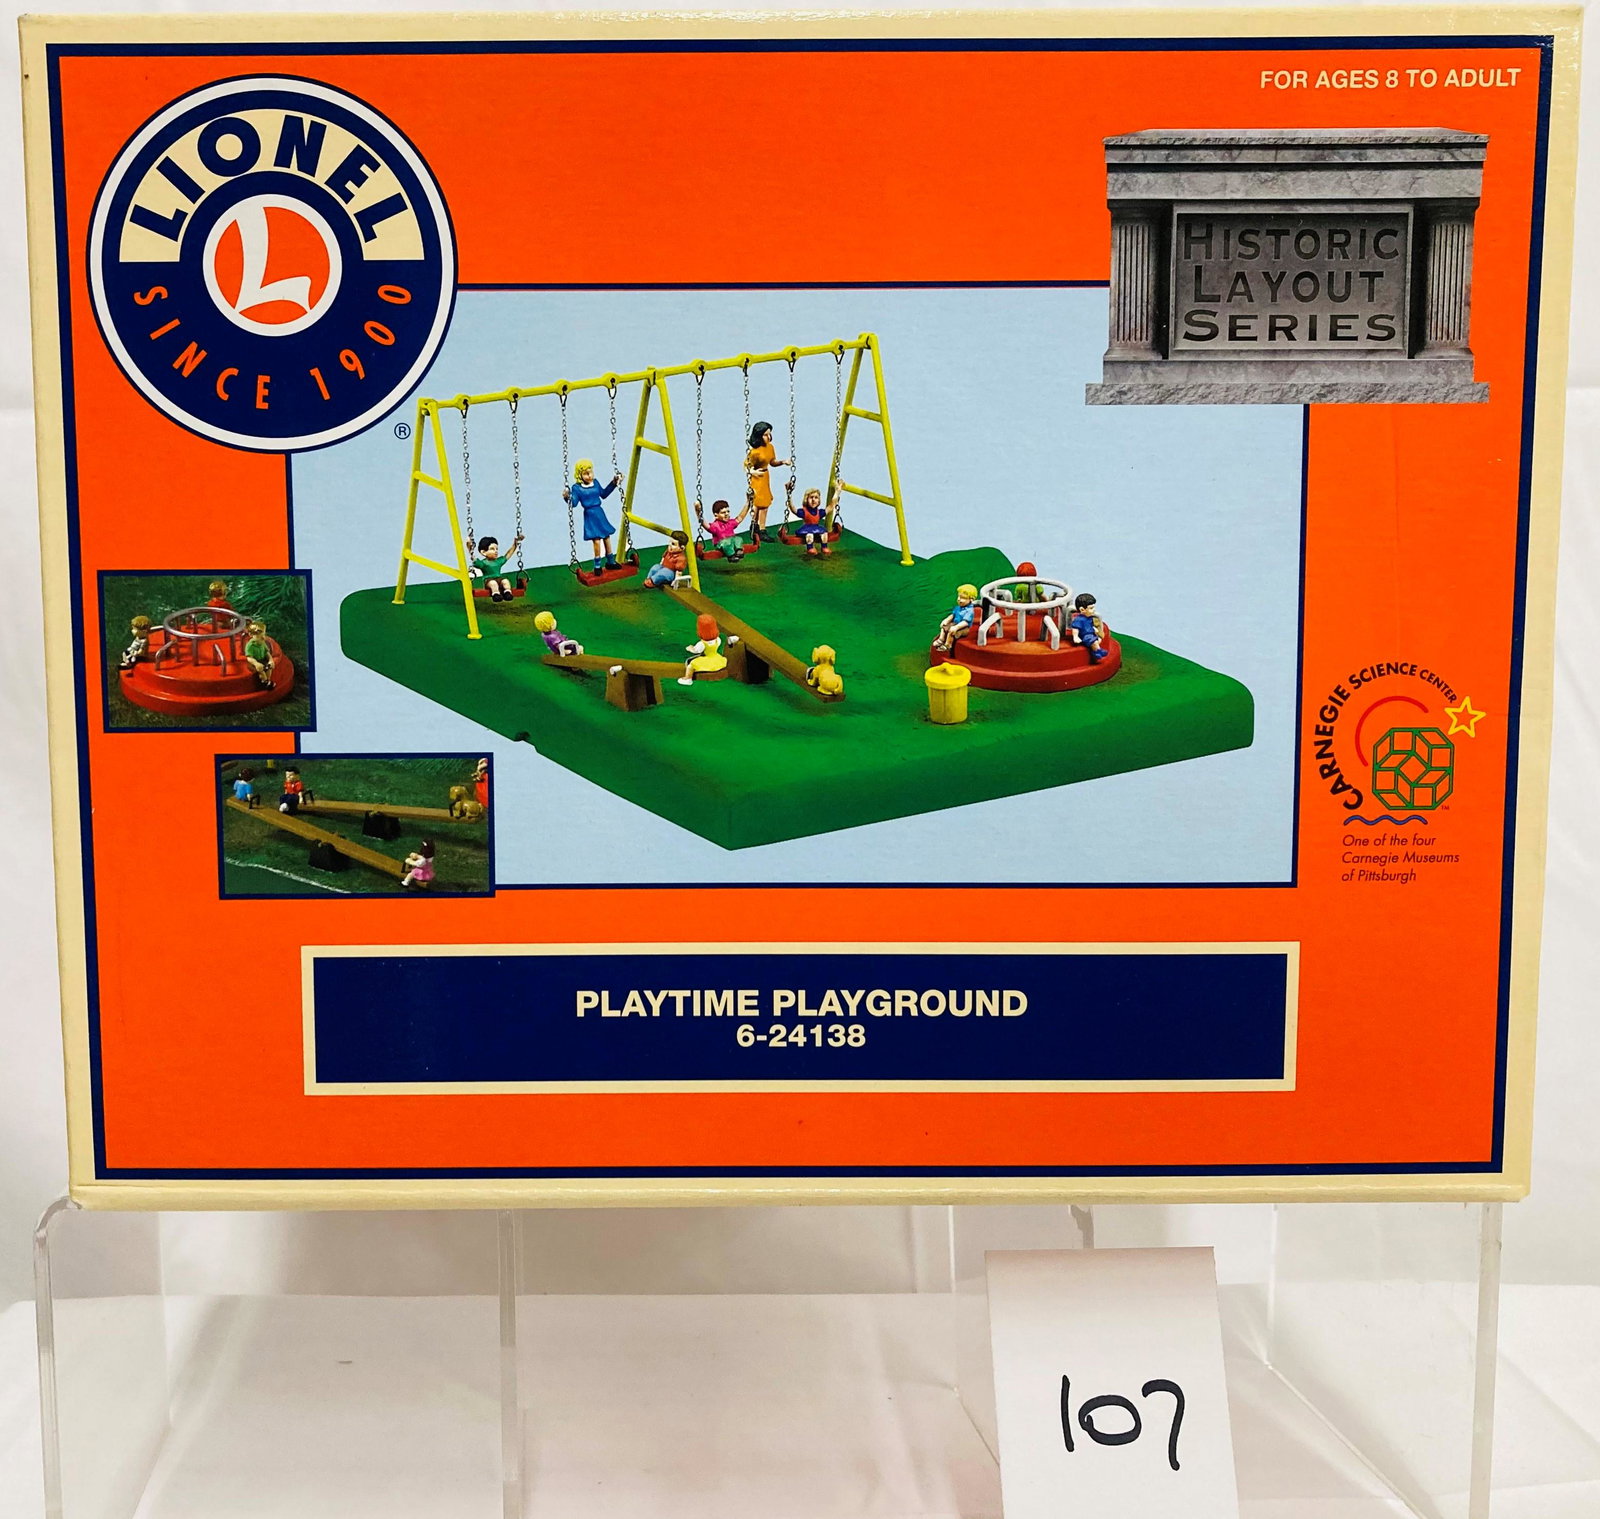 FOR AGES 8 TO ADULT
LIONEL
L
SINCE 1900
®
HISTORIC
LAYOUT
SERIES
CARNEGIE SCIENCE CENTER
TM
One of the four
Carnegie Museums
of Pittsburgh
PLAYTIME PLAYGROUND
6-24138
107